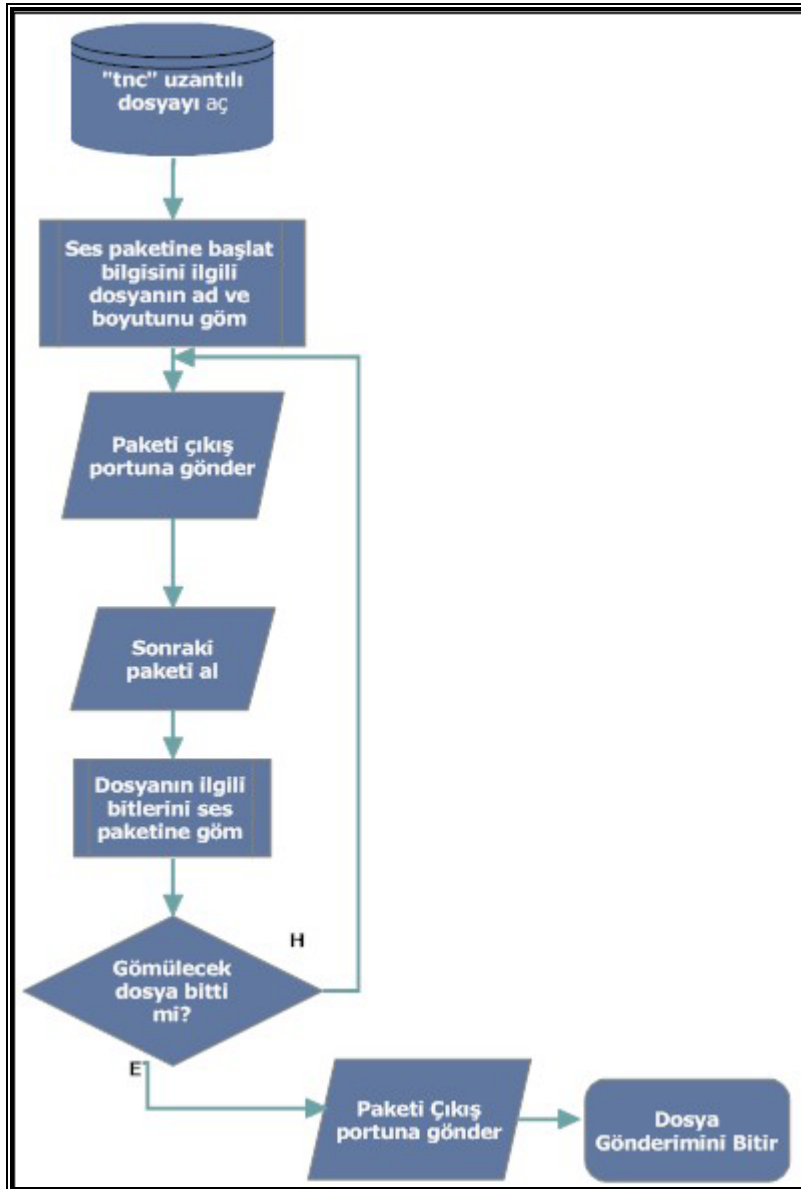 "tnc" uzantılı
dosyayı aç
Ses paketine başlat
bilgisini ilgili
dosyanın ad ve
boyutunu göm
Paketi çıkış
portuna gönder
Sonraki
paketi al
Dosyanın ilgili
bitlerini ses
paketine göm
H
Gömülecek
dosya bitti
mi?
E
Paketi Çıkış
portuna gönder
Dosya
Gönderimini Bitir